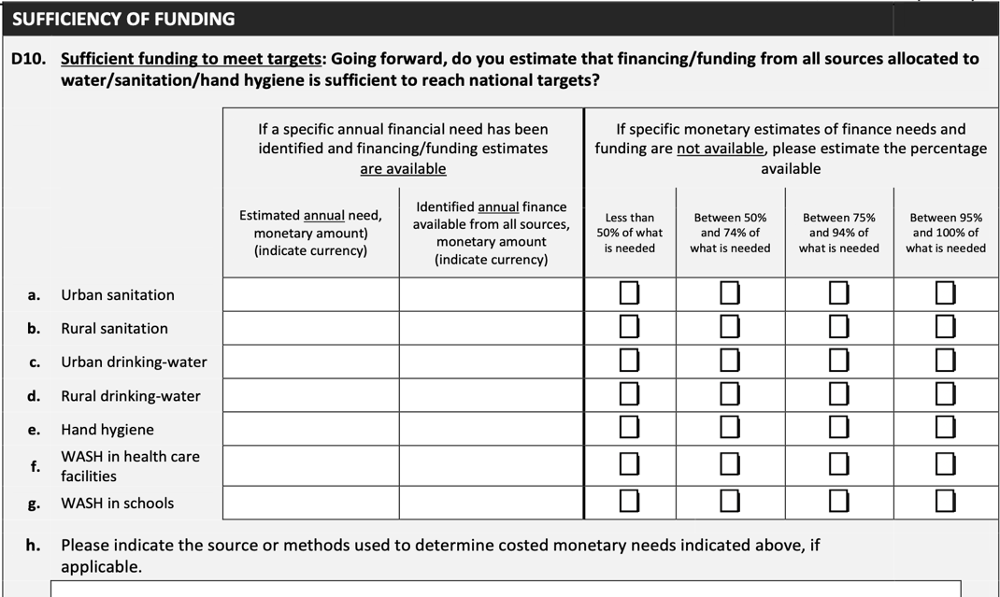 SUFFICIENCY OF FUNDING
D10. Sufficient funding to meet targets: Going forward, do you estimate that financing/funding from all sources allocated to
water/sanitation/hand hygiene is sufficient to reach national targets?
If a specific annual financial need has been
identified and financing/funding estimates
are available
If specific monetary estimates of finance needs and
funding are not available, please estimate the percentage
available
Estimated annual need,
monetary amount)
(indicate currency)
Identified annual finance
available from all sources,
monetary amount
(indicate currency)
Less than
50% of what
is needed
Between 50%
and 74% of
what is needed
Between 75%
and 94% of
what is needed
Between 95%
and 100% of
what is needed
a. Urban sanitation
b. Rural sanitation
c. Urban drinking-water
d. Rural drinking-water
e. Hand hygiene
f. WASH in health care
facilities
g. WASH in schools
h. Please indicate the source or methods used to determine costed monetary needs indicated above, if
applicable.